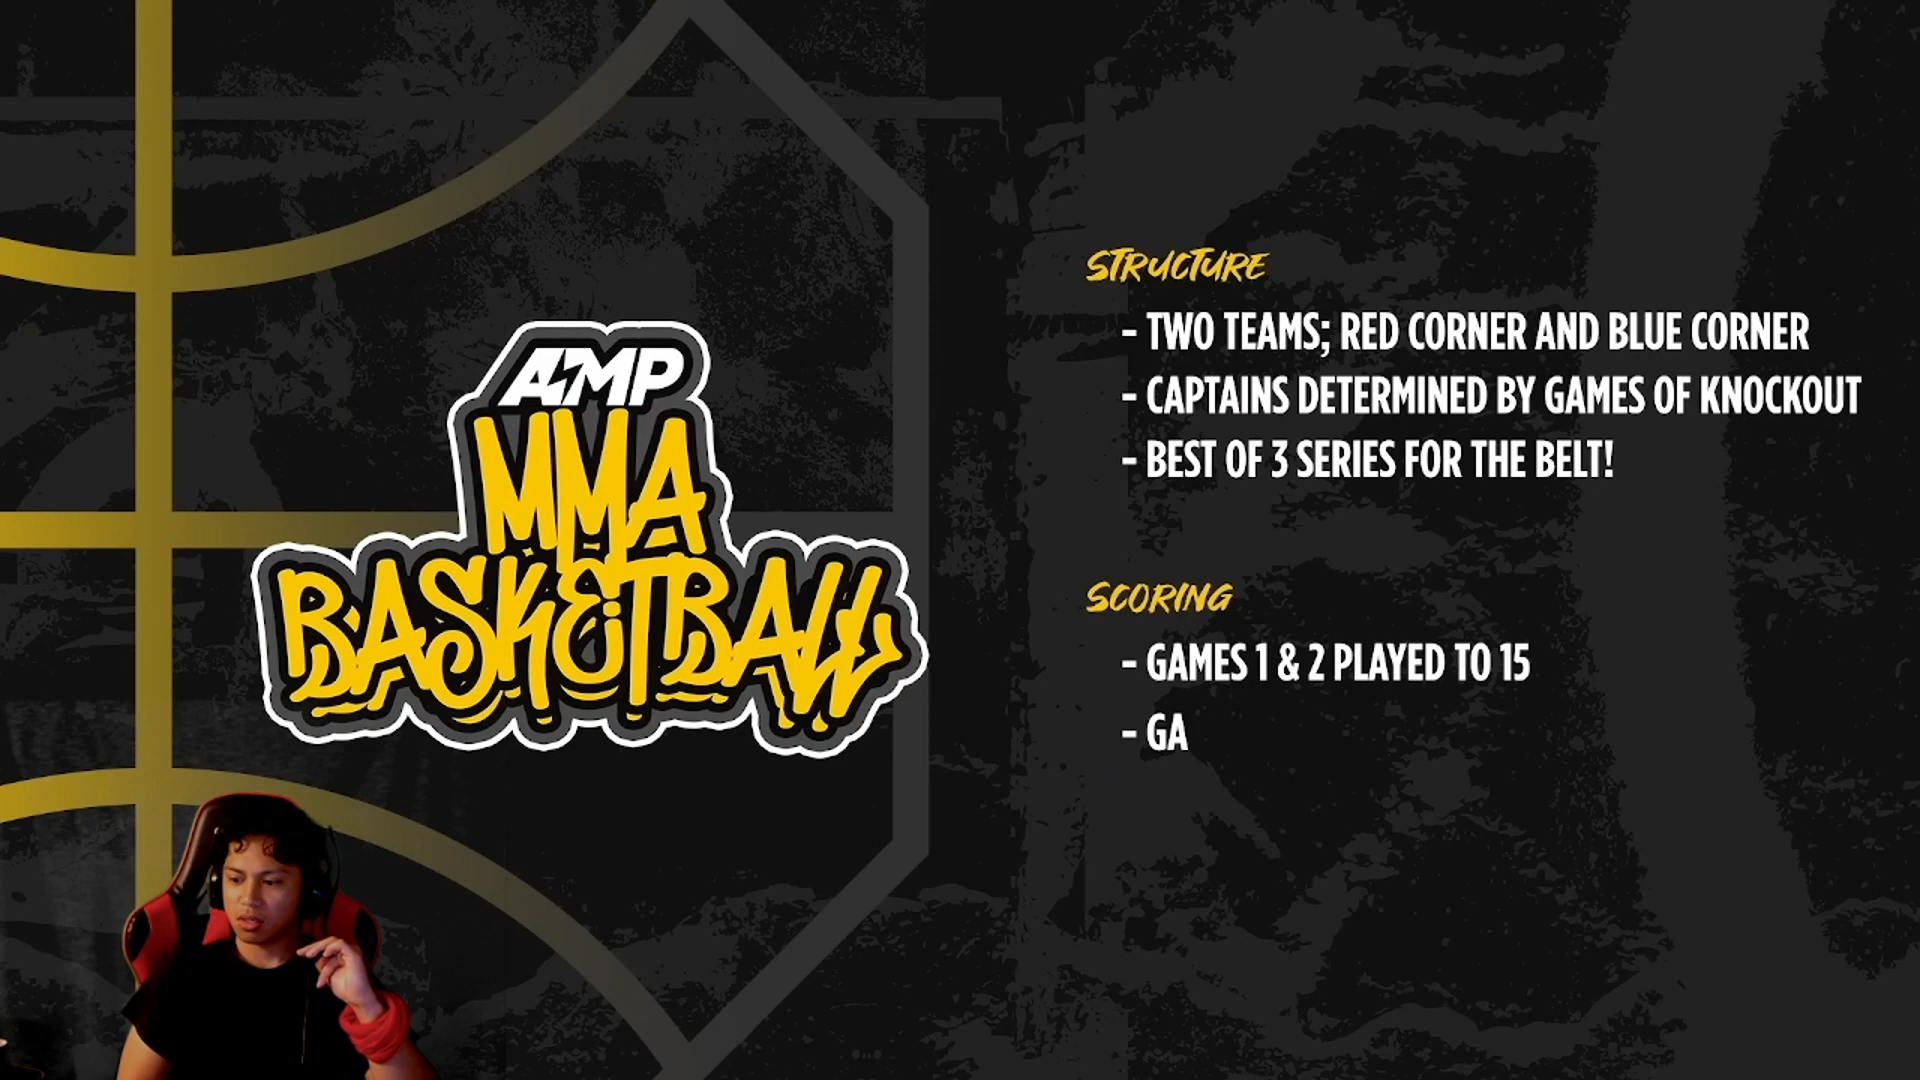 AMP
MMA
BASKETBALL
STRUCTURE
- TWO TEAMS; RED CORNER AND BLUE CORNER
- CAPTAINS DETERMINED BY GAMES OF KNOCKOUT
- BEST OF 3 SERIES FOR THE BELT!
SCORING
- GAMES 1 & 2 PLAYED TO 15
- GA